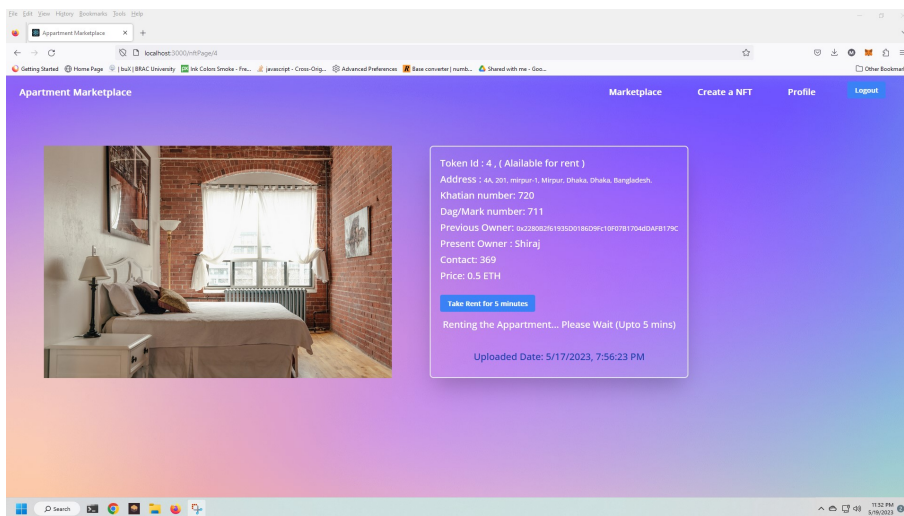 File Edit View History Bookmarks Tools Help
Appartment Marketplace
localhost:3000/nftPage/4
Getting Started Home Page | buX | BRAC University Ink Colors Smoke - Fre... javascript - Cross-Orig... Advanced Preferences Base converter | numb... Shared with me - Goo... Other Bookmar
Apartment Marketplace Marketplace Create a NFT Profile Logout
Token Id : 4 , ( Alailable for rent )
Address : 4A, 201, mirpur-1, Mirpur, Dhaka, Dhaka, Bangladesh.
Khatian number: 720
Dag/Mark number: 711
Previous Owner:
Present Owner : Shiraj
Contact: 369
Price: 0.5 ETH
Take Rent for 5 minutes
Renting the Appartment... Please Wait (Upto 5 mins)
Uploaded Date: 5/17/2023, 7:56:23 PM
Search
11:32 PM
5/19/2023